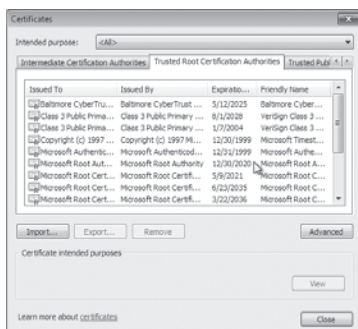 Certificates
Intended purpose: <All>
Intermediate Certification Authorities Trusted Root Certification Authorities Trusted Publ
Issued To Issued By Expiratio... Friendly Name
Baltimore CyberTru... Baltimore CyberTrust ... 5/12/2025 Baltimore Cyber...
Class 3 Public Prima... Class 3 Public Primary ... 8/1/2028 VeriSign Class 3 ...
Class 3 Public Prima... Class 3 Public Primary ... 1/7/2004 VeriSign Class 3 ...
Copyright (c) 1997 M... Copyright (c) 1997 Mi... 12/30/1999 Microsoft Timest...
Microsoft Authentic... Microsoft Authenticod... 12/31/1999 Microsoft Authe...
Microsoft Root Aut... Microsoft Root Authority 12/30/2020 Microsoft Root A...
Microsoft Root Cert... Microsoft Root Certifi... 5/9/2021 Microsoft Root C...
Microsoft Root Cert... Microsoft Root Certifi... 6/23/2035 Microsoft Root C...
Microsoft Root Cert... Microsoft Root Certifi... 3/22/2036 Microsoft Root C...
Import... Export... Remove Advanced
Certificate intended purposes
View
Learn more about certificates
Close